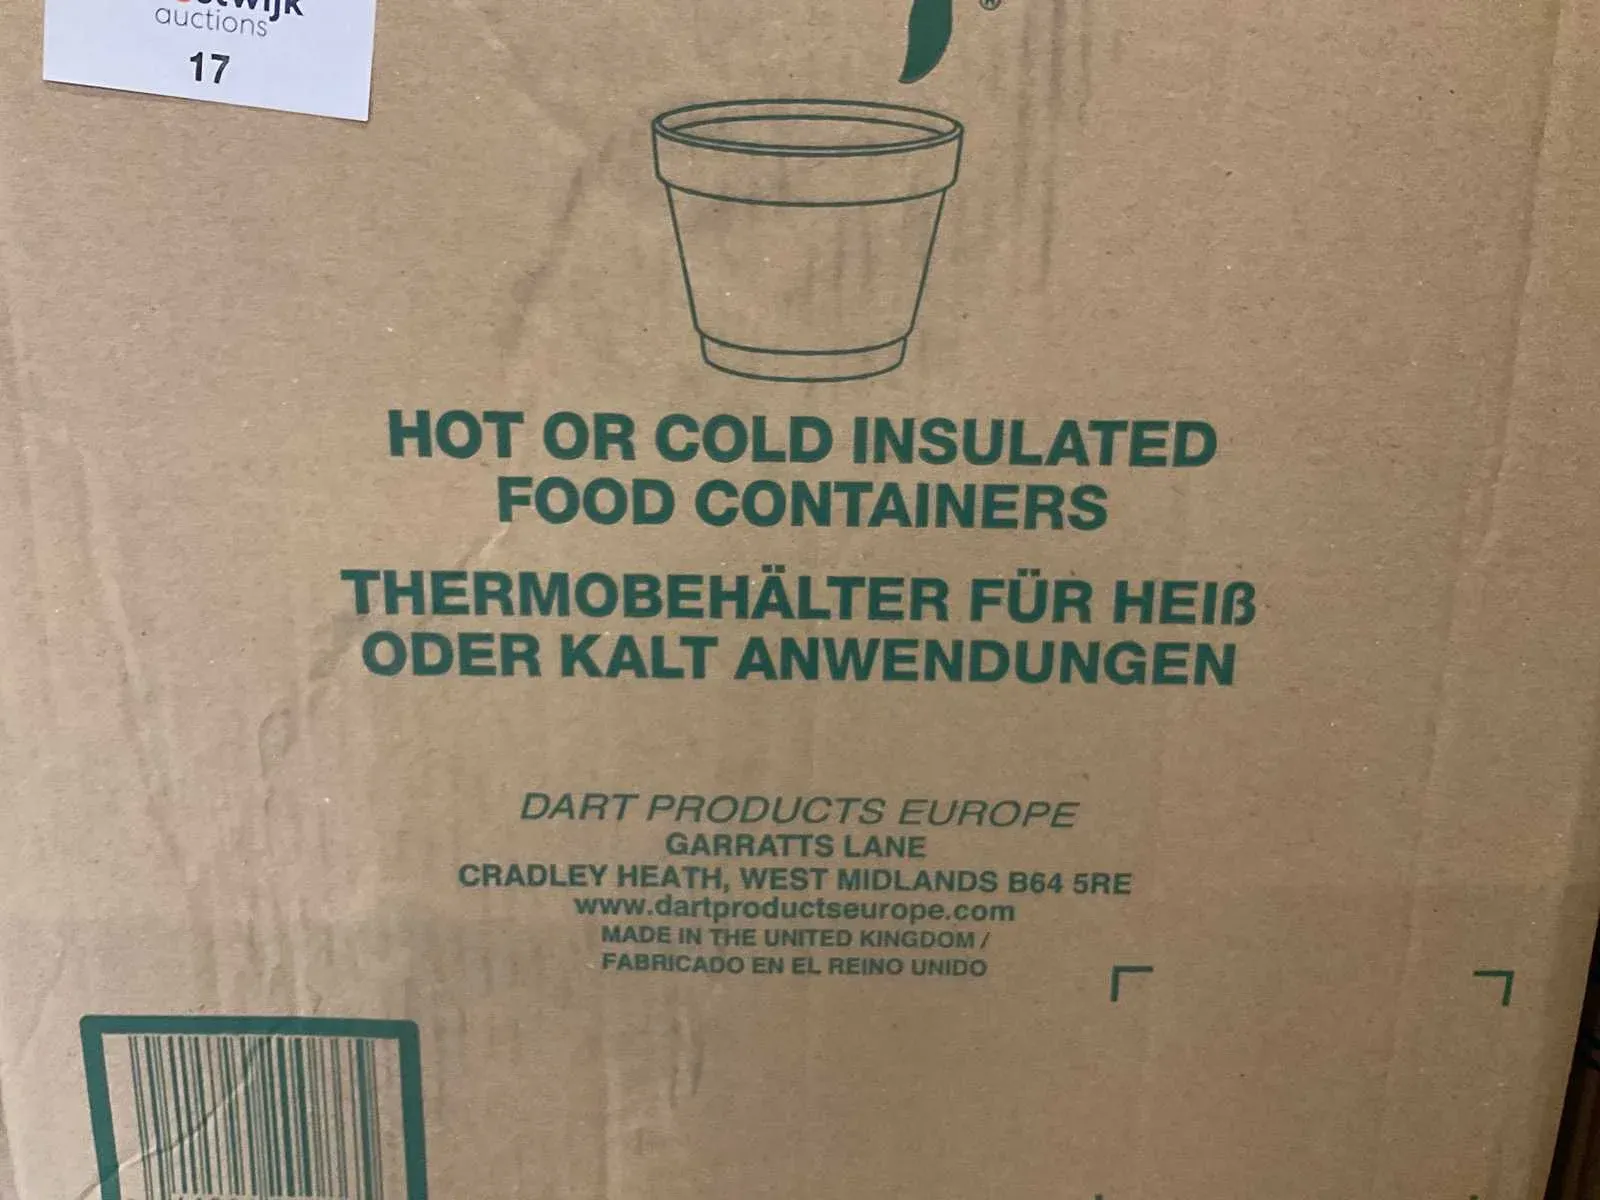 auctions
17
®
HOT OR COLD INSULATED
FOOD CONTAINERS
THERMOBEHÄLTER FÜR HEIß
ODER KALT ANWENDUNGEN
DART PRODUCTS EUROPE
GARRATTS LANE
CRADLEY HEATH, WEST MIDLANDS B64 5RE
www.dartproductseurope.com
MADE IN THE UNITED KINGDOM /
FABRICADO EN EL REINO UNIDO